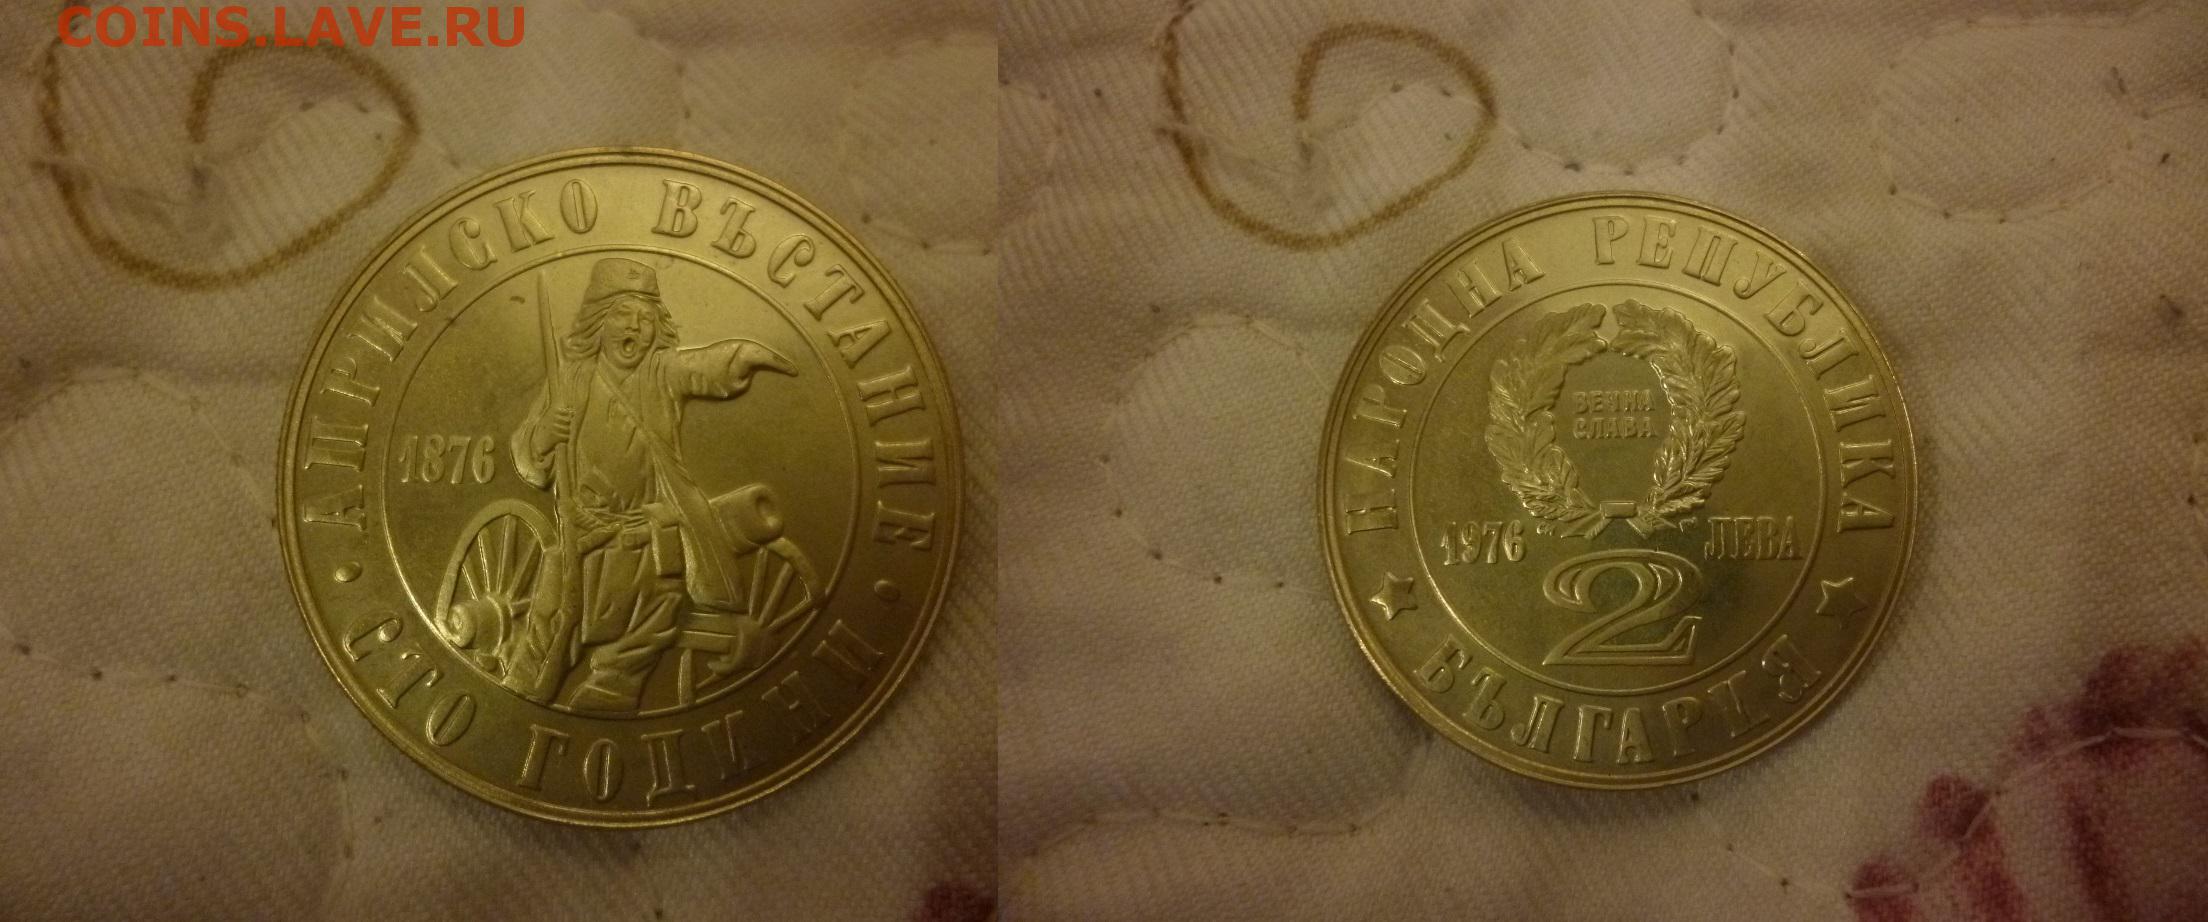 COINS.LAVE.RU
АПРИЛСКО ВЪСТАНИЕ
1876
· СТО ГОДИНИ ·
НАРОДНА РЕПУБЛИКА
ВЕЧНА
СЛАВА
1976 ЛЕВА
2
БЪЛГАРИЯ